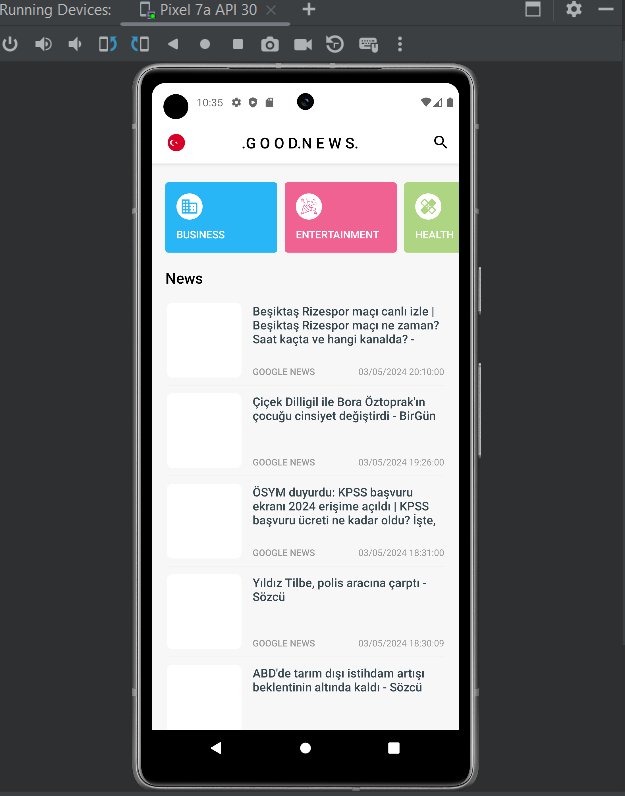 Running Devices: Pixel 7a API 30
10:35
.G O O D.N E W S.
BUSINESS
ENTERTAINMENT
HEALTH
News
Beşiktaş Rizespor maçı canlı izle |
Beşiktaş Rizespor maçı ne zaman?
Saat kaçta ve hangi kanalda? -
GOOGLE NEWS 03/05/2024 20:10:00
Çiçek Dilligil ile Bora Öztoprak'ın
çocuğu cinsiyet değiştirdi - BirGün
GOOGLE NEWS 03/05/2024 19:26:00
ÖSYM duyurdu: KPSS başvuru
ekranı 2024 erişime açıldı | KPSS
başvuru ücreti ne kadar oldu? İşte,
GOOGLE NEWS 03/05/2024 18:31:00
Yıldız Tilbe, polis aracına çarptı -
Sözcü
GOOGLE NEWS 03/05/2024 18:30:09
ABD'de tarım dışı istihdam artışı
beklentinin altında kaldı - Sözcü